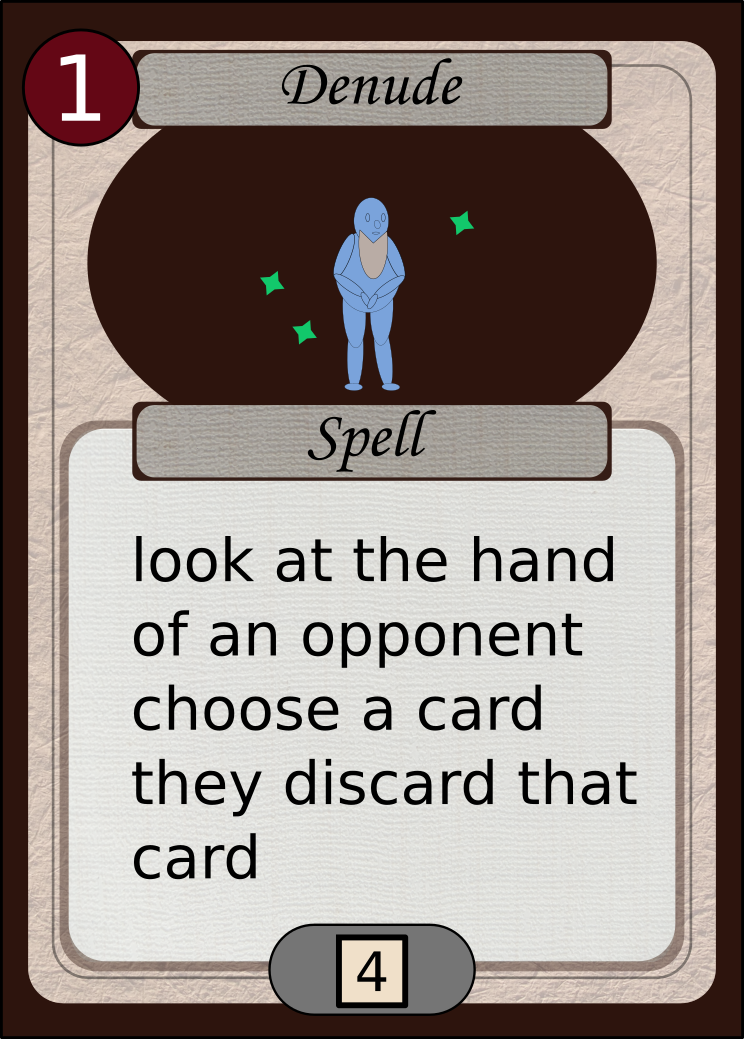 1
Denude
Spell
look at the hand
of an opponent
choose a card
they discard that
card
4